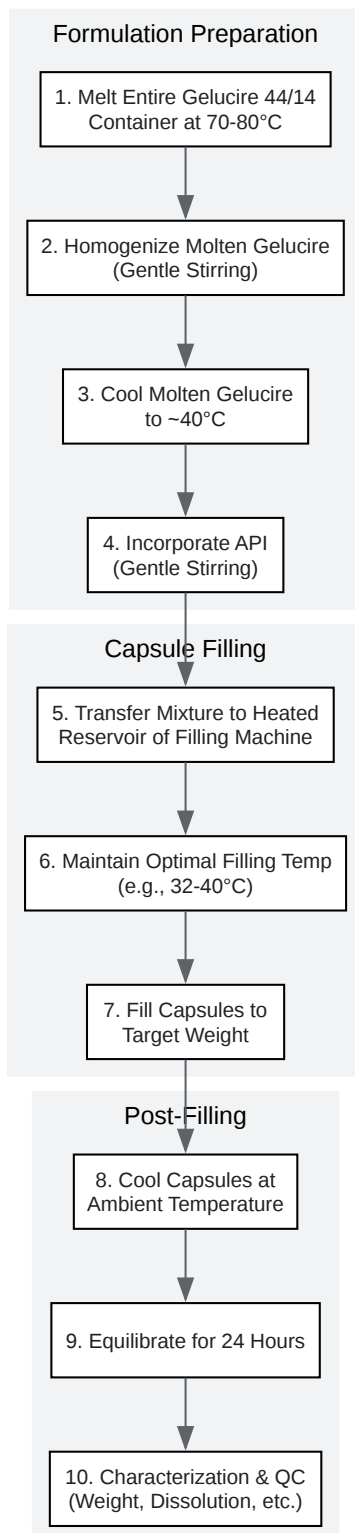 Formulation Preparation
1. Melt Entire Gelucire 44/14
Container at 70-80°C
2. Homogenize Molten Gelucire
(Gentle Stirring)
3. Cool Molten Gelucire
to ~40°C
4. Incorporate API
(Gentle Stirring)
Capsule Filling
5. Transfer Mixture to Heated
Reservoir of Filling Machine
6. Maintain Optimal Filling Temp
(e.g., 32-40°C)
7. Fill Capsules to
Target Weight
Post-Filling
8. Cool Capsules at
Ambient Temperature
9. Equilibrate for 24 Hours
10. Characterization & QC
(Weight, Dissolution, etc.)